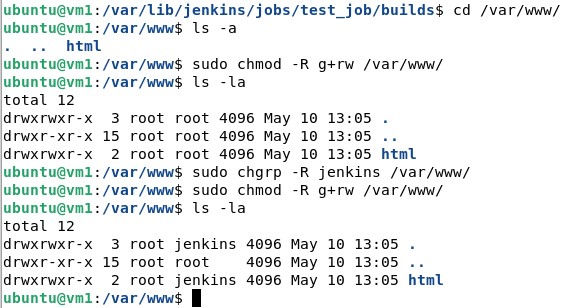 ubuntu@vm1:/var/lib/jenkins/jobs/test_job/builds$ cd /var/www/
ubuntu@vm1:/var/www$ ls -a
.  ..  html
ubuntu@vm1:/var/www$ sudo chmod -R g+rw /var/www/
ubuntu@vm1:/var/www$ ls -la
total 12
drwxrwxr-x  3 root root 4096 May 10 13:05 .
drwxr-xr-x 15 root root 4096 May 10 13:05 ..
drwxrwxr-x  2 root root 4096 May 10 13:05 html
ubuntu@vm1:/var/www$ sudo chgrp -R jenkins /var/www/
ubuntu@vm1:/var/www$ sudo chmod -R g+rw /var/www/
ubuntu@vm1:/var/www$ ls -la
total 12
drwxrwxr-x  3 root jenkins 4096 May 10 13:05 .
drwxr-xr-x 15 root root    4096 May 10 13:05 ..
drwxrwxr-x  2 root jenkins 4096 May 10 13:05 html
ubuntu@vm1:/var/www$